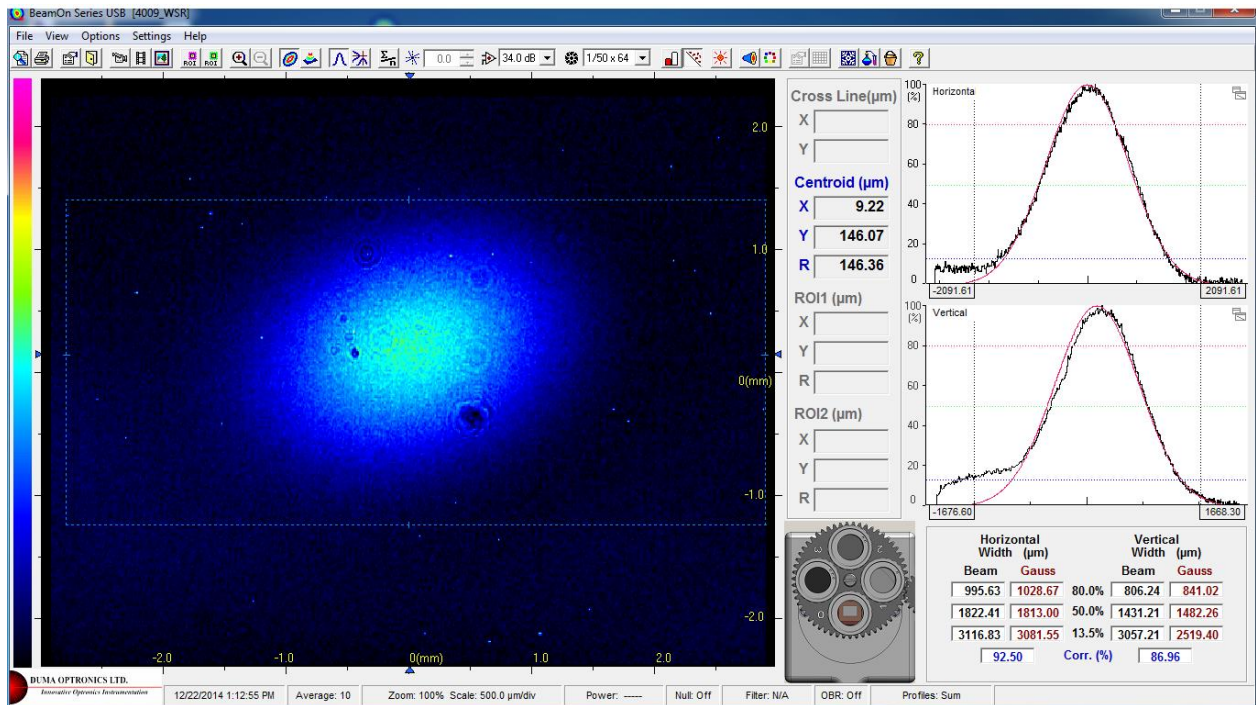 BeamOn Series USB [4009_WSR]
File View Options Settings Help
ROI ROI 0.0 34.0 dB 1/50 x 64
2.0
1.0
0(mm)
-1.0
-2.0
-2.0 -1.0 0(mm) 1.0 2.0
Cross Line(µm)
X
Y
Centroid (µm)
X 9.22
Y 146.07
R 146.36
ROI1 (µm)
X
Y
R
ROI2 (µm)
X
Y
R
100
(%)
Horizonta
80
60
40
20
0
-2091.61 2091.61
100
(%)
Vertical
80
60
40
20
0
-1676.60 1668.30
Horizontal Vertical
Width (µm) Width (µm)
Beam Gauss Beam Gauss
995.63 1028.67 80.0% 806.24 841.02
1822.41 1813.00 50.0% 1431.21 1482.26
3116.83 3081.55 13.5% 3057.21 2519.40
92.50 Corr. (%) 86.96
DUMA OPTRONICS LTD.
Innovative Optronics Instrumentation
12/22/2014 1:12:55 PM Average: 10 Zoom: 100% Scale: 500.0 µm/div Power: ----- Null: Off Filter: N/A OBR: Off Profiles: Sum